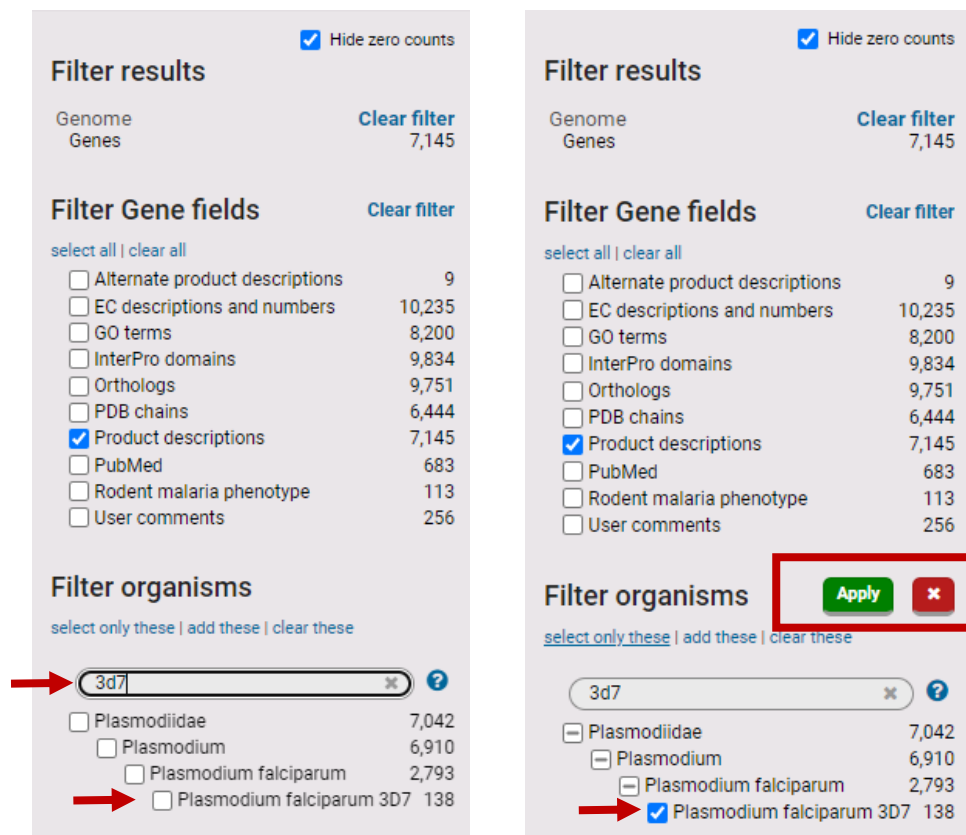 Hide zero counts
Filter results
Genome Clear filter
Genes 7,145
Filter Gene fields Clear filter
select all | clear all
Alternate product descriptions 9
EC descriptions and numbers 10,235
GO terms 8,200
InterPro domains 9,834
Orthologs 9,751
PDB chains 6,444
Product descriptions 7,145
PubMed 683
Rodent malaria phenotype 113
User comments 256
Filter organisms
select only these | add these | clear these
3d7
Plasmodiidae 7,042
Plasmodium 6,910
Plasmodium falciparum 2,793
Plasmodium falciparum 3D7 138
Hide zero counts
Filter results
Genome Clear filter
Genes 7,145
Filter Gene fields Clear filter
select all | clear all
Alternate product descriptions 9
EC descriptions and numbers 10,235
GO terms 8,200
InterPro domains 9,834
Orthologs 9,751
PDB chains 6,444
Product descriptions 7,145
PubMed 683
Rodent malaria phenotype 113
User comments 256
Filter organisms Apply
select only these | add these | clear these
3d7
Plasmodiidae 7,042
Plasmodium 6,910
Plasmodium falciparum 2,793
Plasmodium falciparum 3D7 138